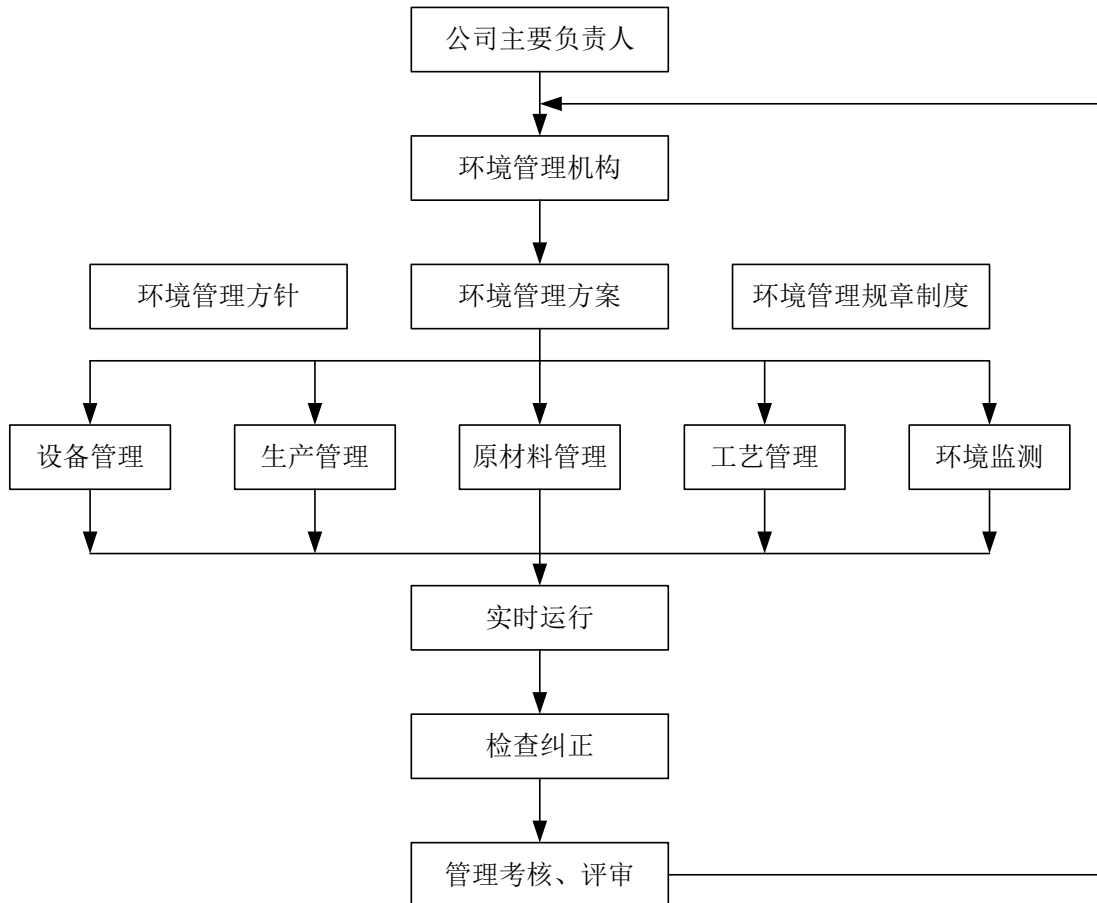 公司主要负责人
环境管理机构
环境管理方针
环境管理方案
环境管理规章制度
设备管理
生产管理
原材料管理
工艺管理
环境监测
实时运行
检查纠正
管理考核、评审